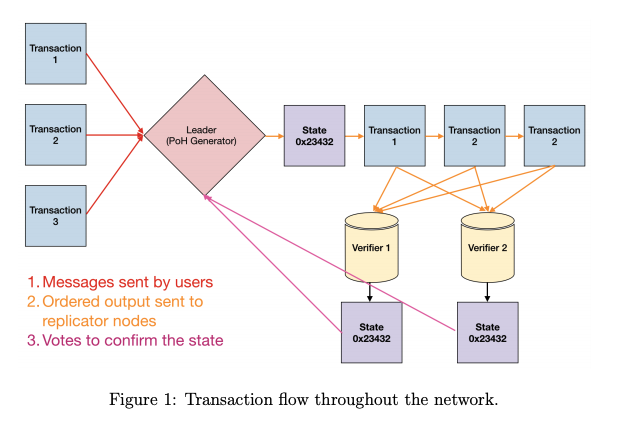 Transaction
1
Transaction
2
Transaction
3
Leader
(PoH Generator)
State
0x23432
Transaction
1
Transaction
2
Transaction
2
Verifier 1
Verifier 2
State
0x23432
State
0x23432
1. Messages sent by users
2. Ordered output sent to
replicator nodes
3. Votes to confirm the state
Figure 1: Transaction flow throughout the network.